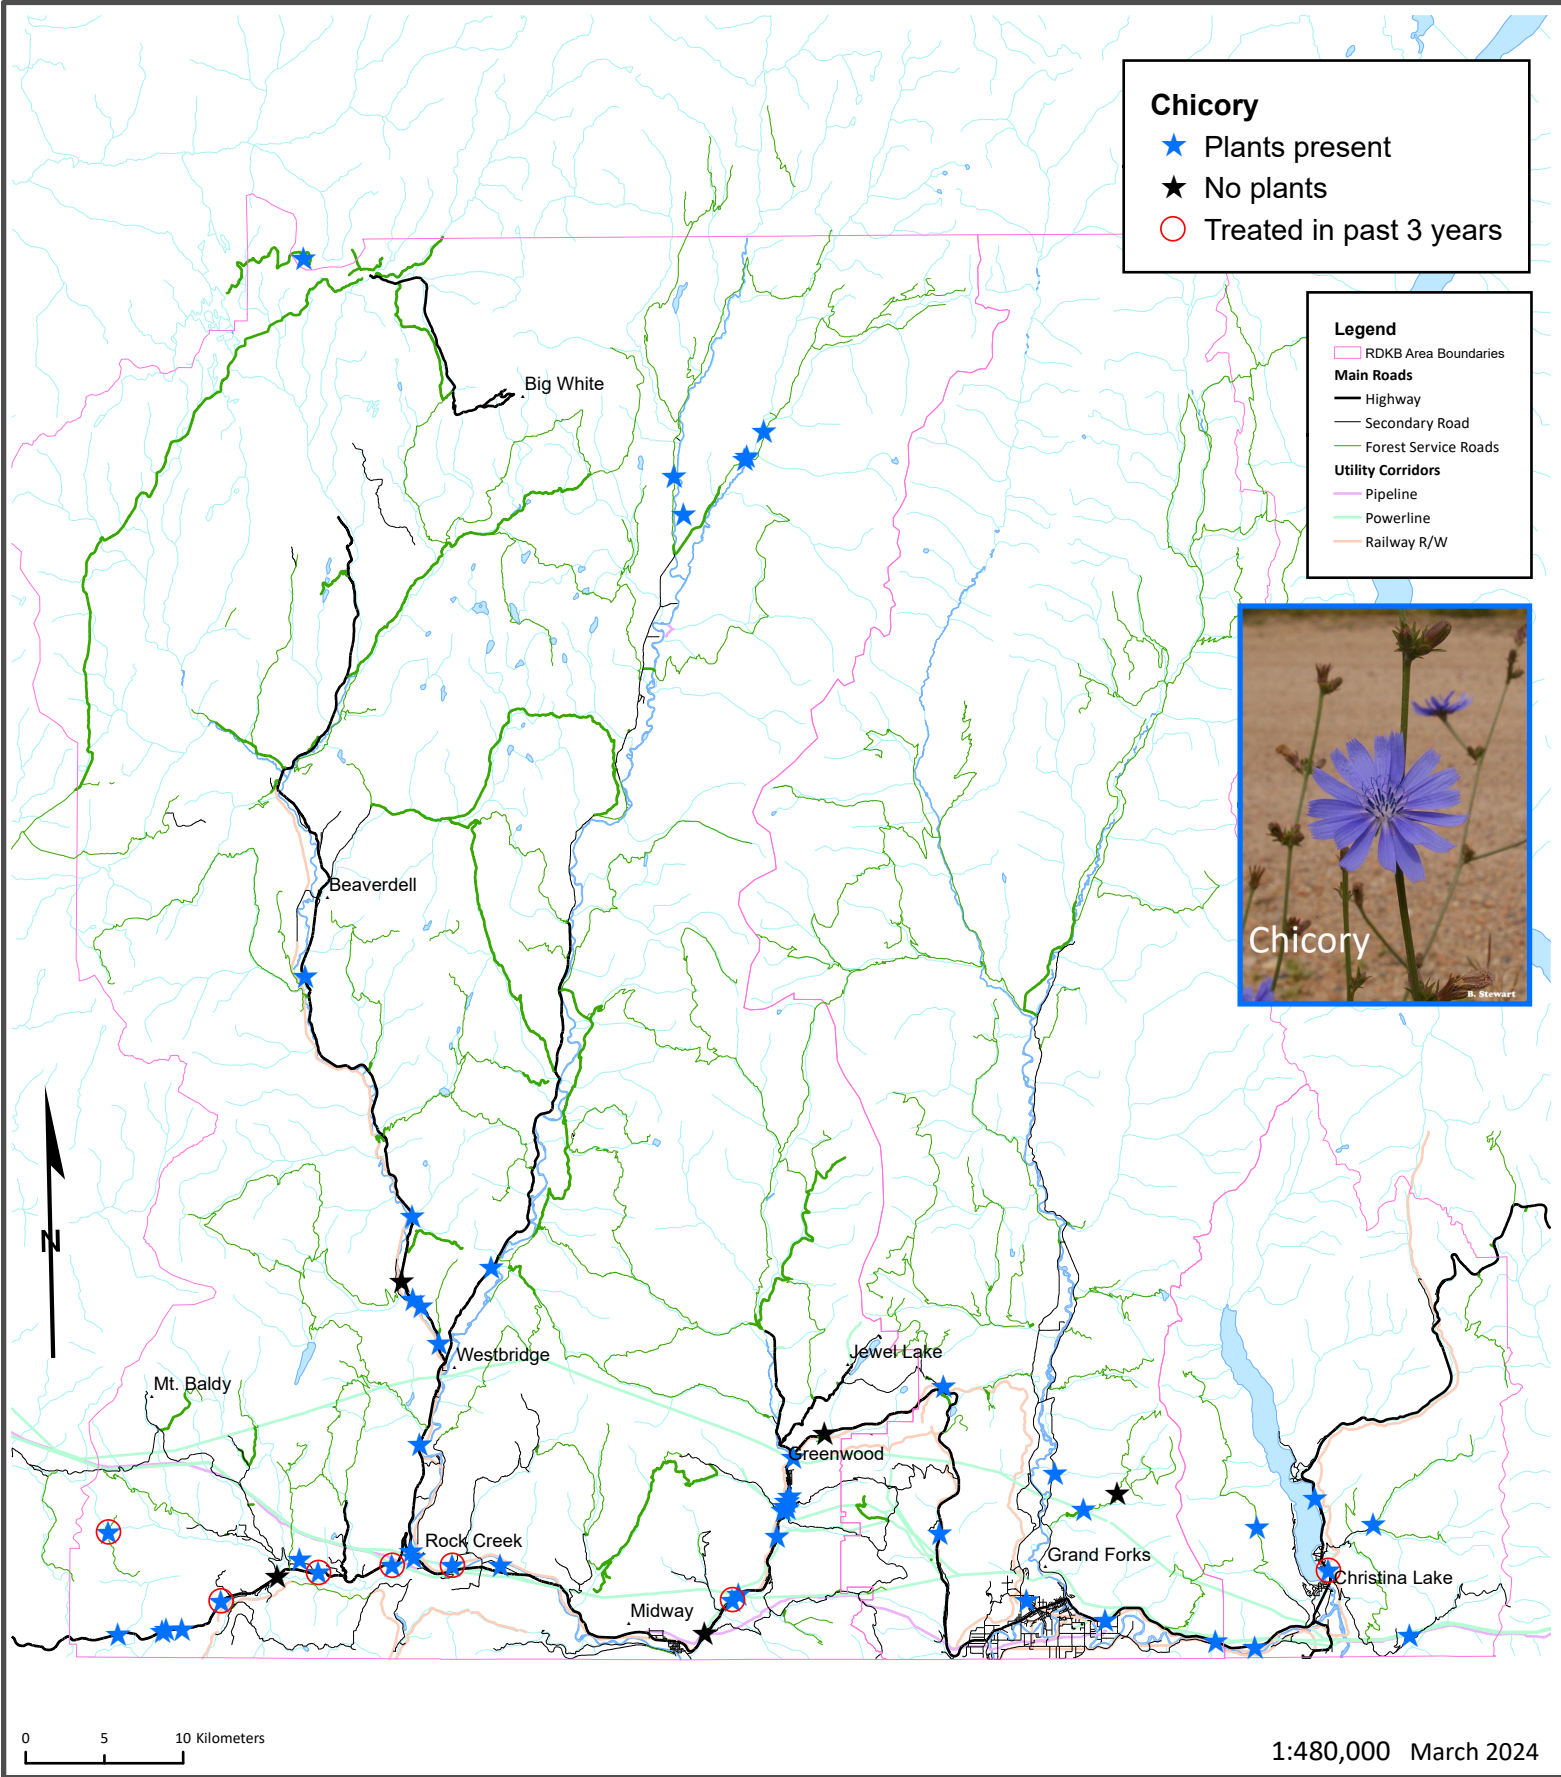 Chicory
Plants present
No plants
Treated in past 3 years
Legend
RDKB Area Boundaries
Main Roads
Highway
Secondary Road
Forest Service Roads
Utility Corridors
Pipeline
Powerline
Railway R/W
Big White
Chicory
B. Stewart
Beaverdell
N
Jewel Lake
Westbridge
Mt. Baldy
Greenwood
Rock Creek
Grand Forks
Christina Lake
Midway
0 5 10 Kilometers
1:480,000 March 2024